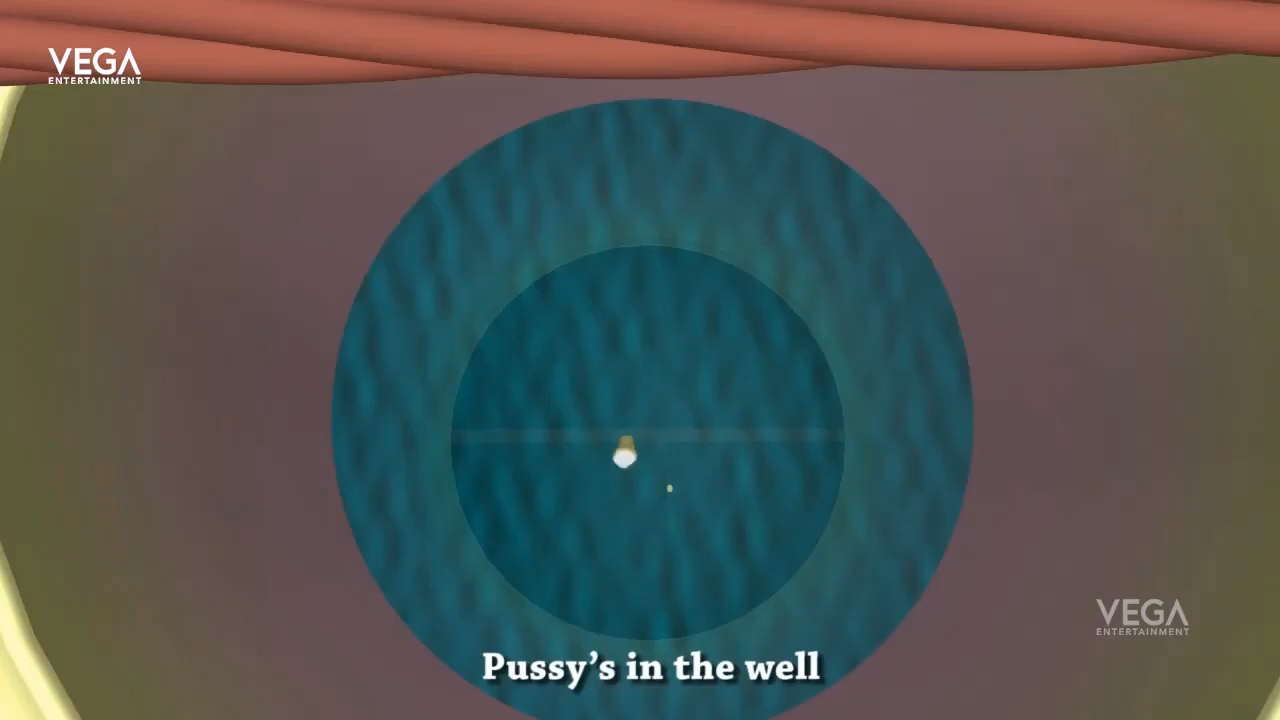 VEGA
ENTERTAINMENT
VEGA
ENTERTAINMENT
Pussy's in the well